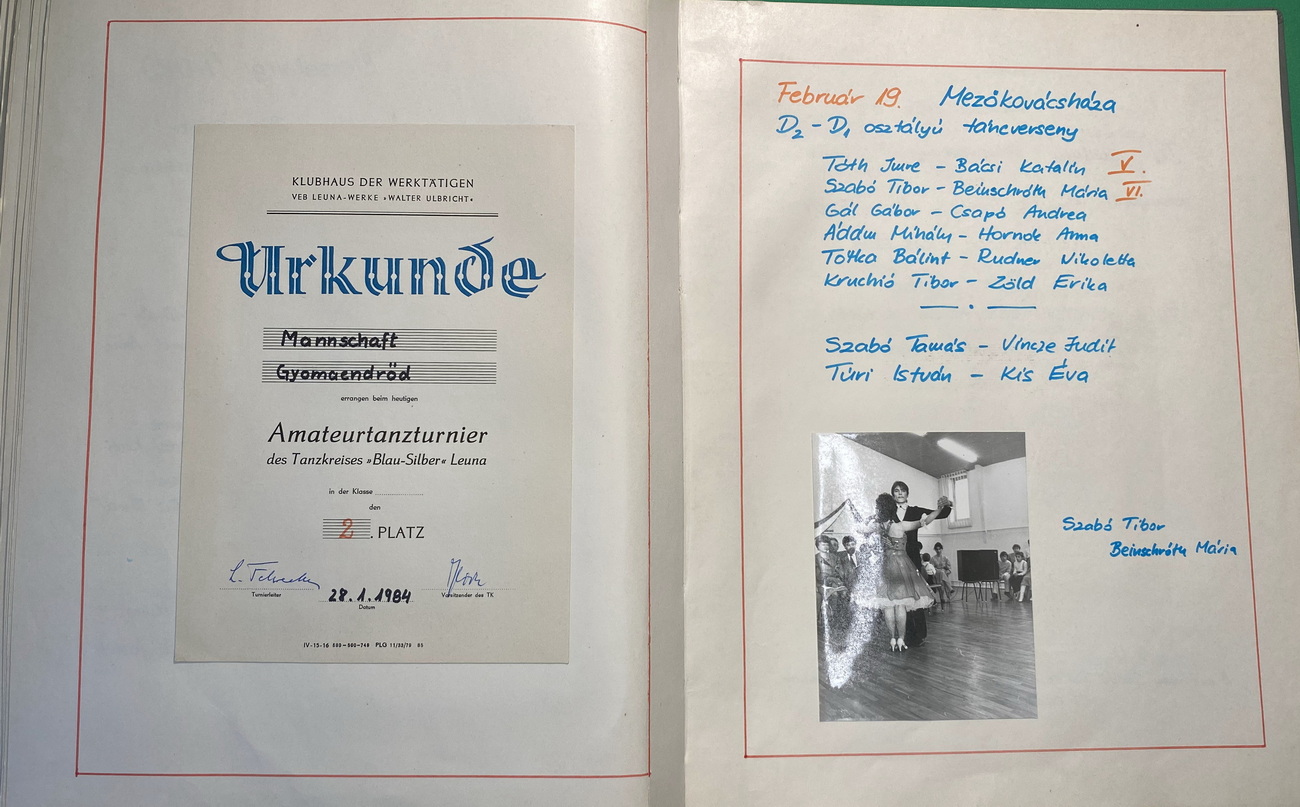 KLUBHAUS DER WERKTÄTIGEN
VEB LEUNA-WERKE »WALTER ULBRICHT«
Urkunde
Mannschaft
Gyomaendröd
errangen beim heutigen
Amateurtanzturnier
des Tanzkreises »Blau-Silber« Leuna
in der Klasse
den
2. PLATZ
28.1.1984
Turnierleiter
Datum
Vorsitzender des TK
IV-15-16
Február 19. Mezőkovácsháza
D₂ - D₁ osztályú táncverseny
Tóth Imre - Bácsi Katalin V.
Szabó Tibor - Beinschróth Mária VI.
Gál Gábor - Csapó Andrea
Ádám Mihály - Hornok Anna
Tótka Bálint - Rudner Nikoletta
Kruchió Tibor - Zöld Erika
Szabó Tamás - Vincze Judit
Túri István - Kis Éva
Szabó Tibor
Beinschróth Mária